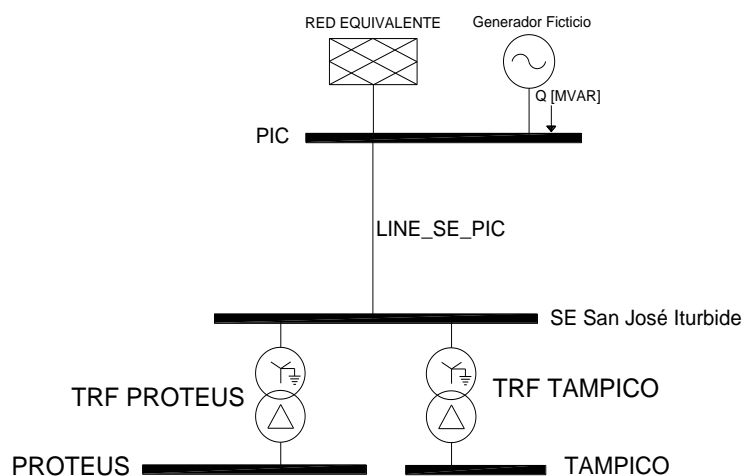 RED EQUIVALENTE
Generador Ficticio
Q [MVAR]
PIC
LINE_SE_PIC
SE San José Iturbide
TRF PROTEUS
TRF TAMPICO
PROTEUS
TAMPICO